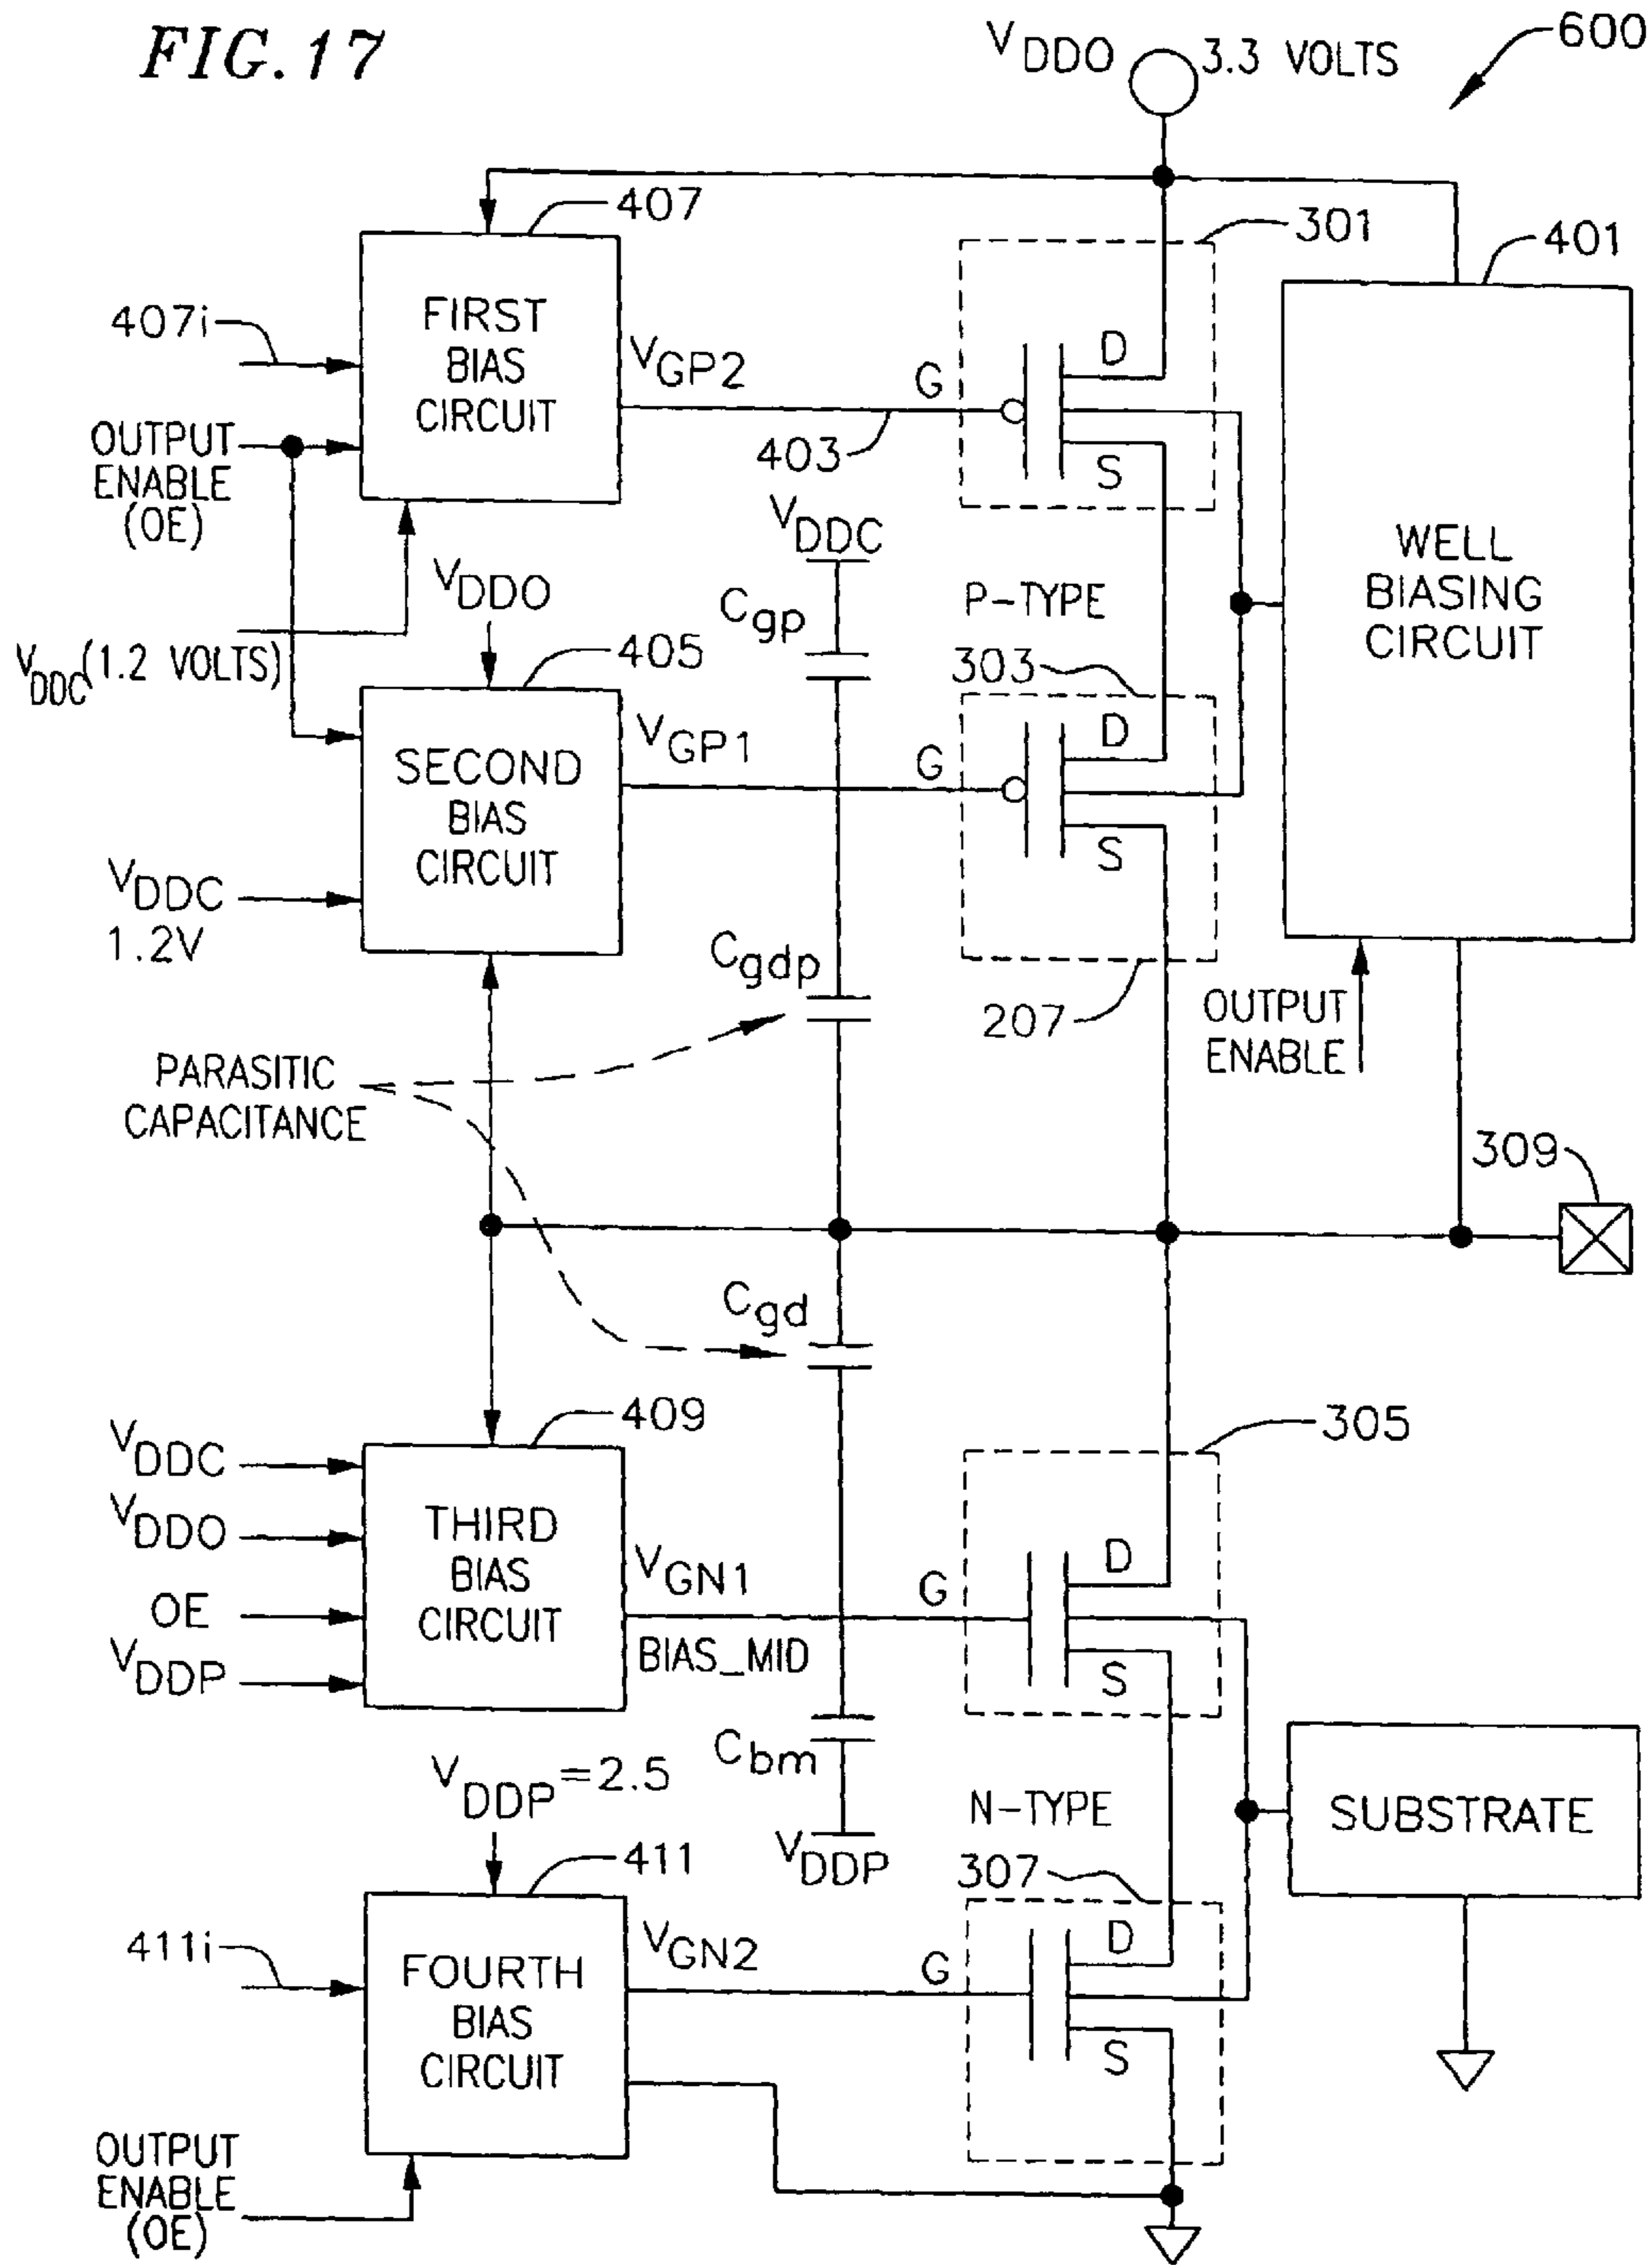 FIG. 17
V DDO 3.3 VOLTS
600
407
301
401
407i
FIRST
BIAS
CIRCUIT
VGP2
G
D
S
403
OUTPUT
ENABLE
(OE)
VDDC
VDDO
Cgp
P-TYPE
WELL
BIASING
CIRCUIT
VDDC(1.2 VOLTS)
405
303
SECOND
BIAS
CIRCUIT
VGP1
G
D
S
VDDC
1.2V
Cgdp
207
OUTPUT
ENABLE
PARASITIC
CAPACITANCE
309
Cgd
409
305
VDDC
VDDO
OE
VDDP
THIRD
BIAS
CIRCUIT
VGN1
BIAS_MID
G
D
S
Cbm
VDDP=2.5
N-TYPE
SUBSTRATE
VDDP
411
307
411i
FOURTH
BIAS
CIRCUIT
VGN2
G
D
S
OUTPUT
ENABLE
(OE)